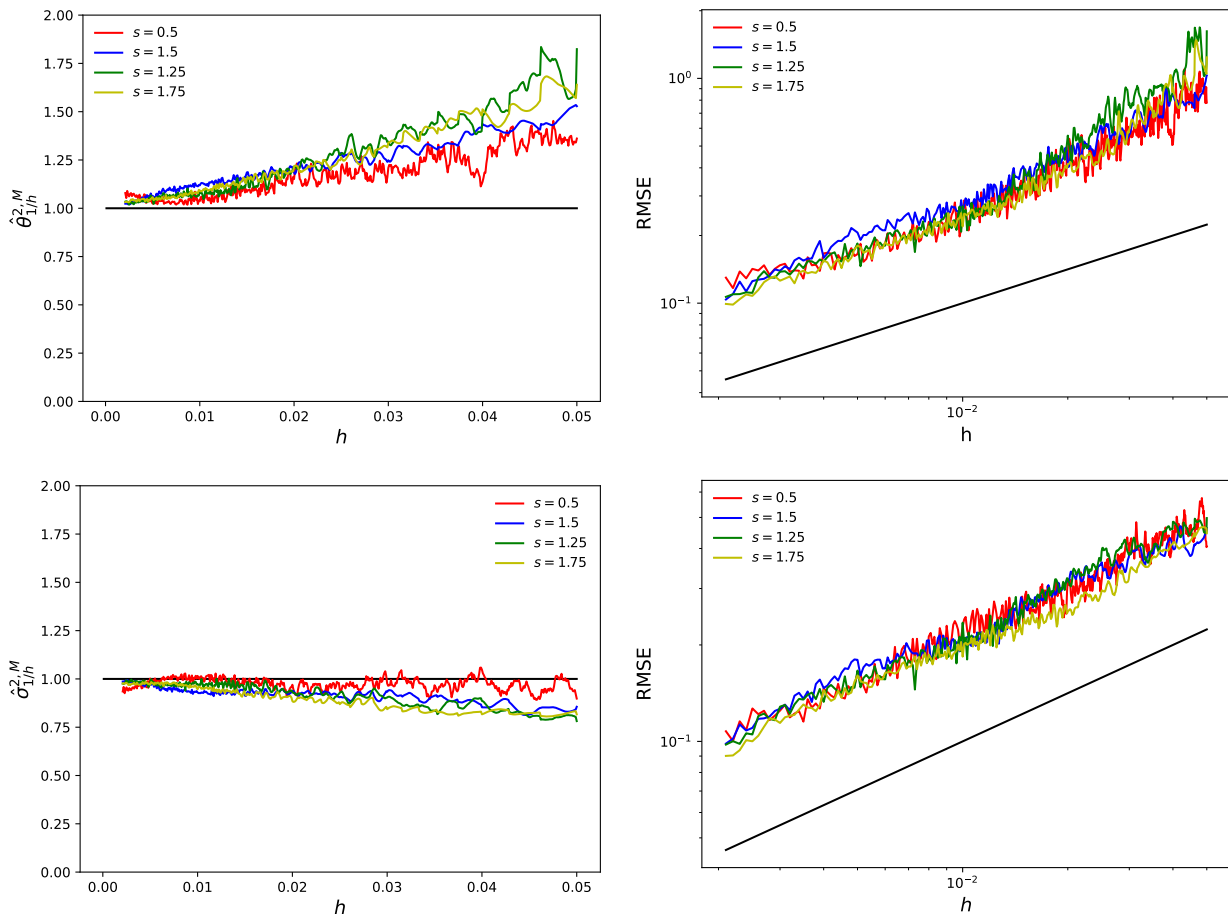 2.00
1.75
1.50
1.25
1.00
0.75
0.50
0.25
0.00
0.00
0.01
0.02
0.03
0.04
0.05
h
$\hat{\theta}^{2,M}_{1/h}$
s = 0.5
s = 1.5
s = 1.25
s = 1.75
10⁰
10⁻¹
10⁻²
h
RMSE
s = 0.5
s = 1.5
s = 1.25
s = 1.75
2.00
1.75
1.50
1.25
1.00
0.75
0.50
0.25
0.00
0.00
0.01
0.02
0.03
0.04
0.05
h
$\hat{\sigma}^{2,M}_{1/h}$
s = 0.5
s = 1.5
s = 1.25
s = 1.75
10⁻¹
10⁻²
h
RMSE
s = 0.5
s = 1.5
s = 1.25
s = 1.75